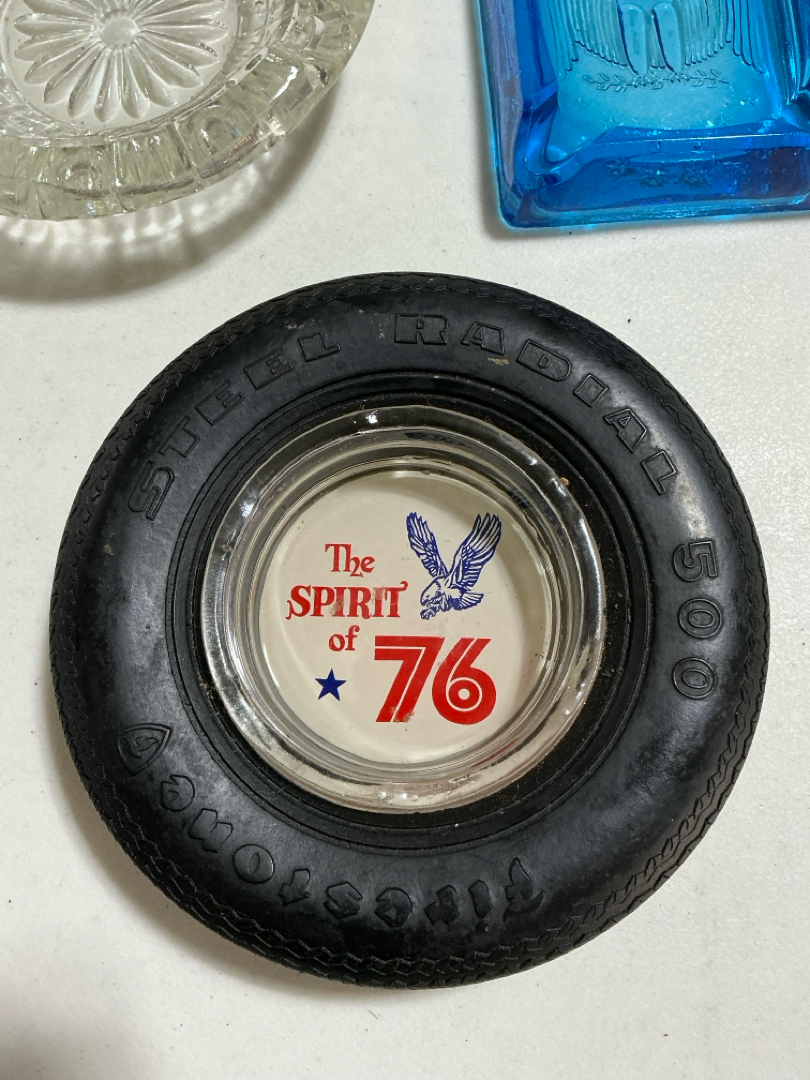 STEEL RADIAL 500
The
SPIRIT
of
76
Firestone